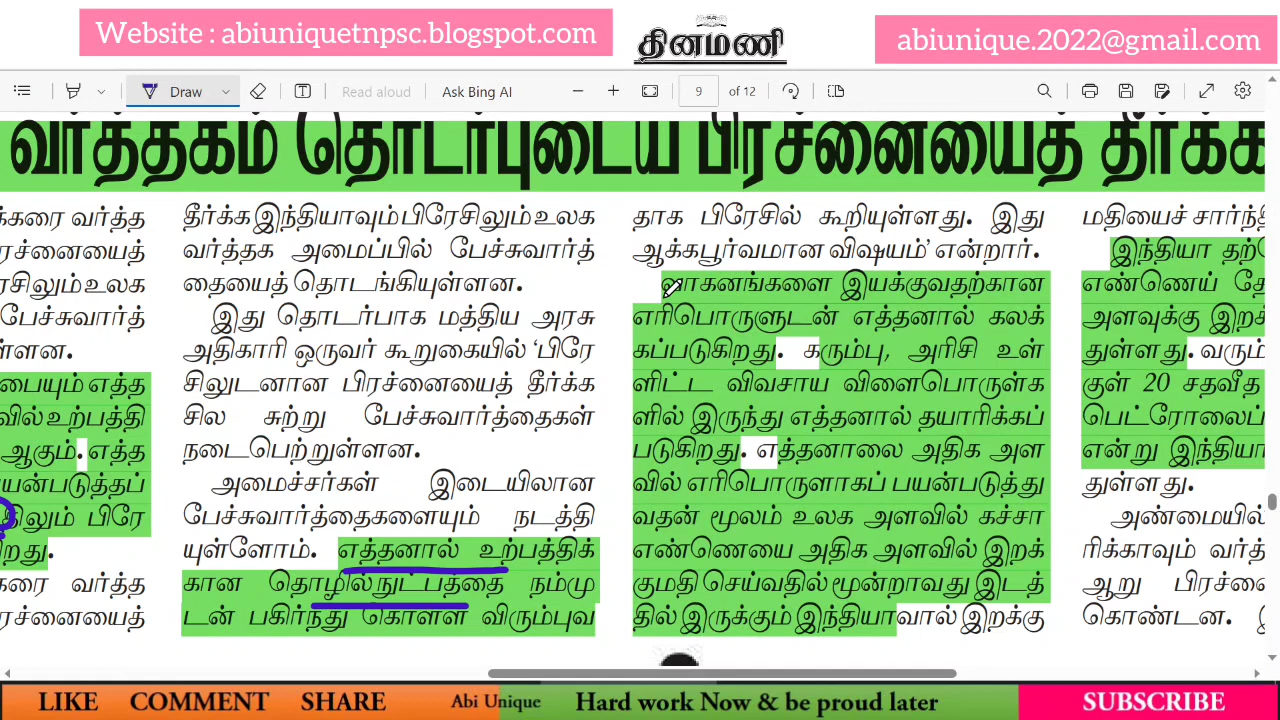 Website : abiuniquetnpsc.blogspot.com
தினமணி
abiunique.2022@gmail.com
Draw
Read aloud
Ask Bing AI
9
of 12
வர்த்தகம் தொடர்புடைய பிரச்னையைத் தீர்க்க
க்கரை வர்த்த
ரச்னையைத்
ரேசிலும் உலக
பேச்சுவார்த்
ள்ளன.
பையும் எத்த
வில் உற்பத்தி
ஆகும். எத்த
யன்படுத்தப்
திலும் பிரே
கிறது.
க்கரை வர்த்த
ரச்னையைத்
தீர்க்க இந்தியாவும் பிரேசிலும் உலக
வர்த்தக அமைப்பில் பேச்சுவார்த்
தையைத் தொடங்கியுள்ளன.
இது தொடர்பாக மத்திய அரசு
அதிகாரி ஒருவர் கூறுகையில் ‘பிரே
சிலுடனான பிரச்னையைத் தீர்க்க
சில சுற்று பேச்சுவார்த்தைகள்
நடைபெற்றுள்ளன.
அமைச்சர்கள் இடையிலான
பேச்சுவார்த்தைகளையும் நடத்தி
யுள்ளோம். எத்தனால் உற்பத்திக்
கான தொழில்நுட்பத்தை நம்மு
டன் பகிர்ந்து கொள்ள விரும்புவ
தாக பிரேசில் கூறியுள்ளது. இது
ஆக்கபூர்வமான விஷயம்’ என்றார்.
வாகனங்களை இயக்குவதற்கான
எரிபொருளுடன் எத்தனால் கலக்
கப்படுகிறது. கரும்பு, அரிசி உள்
ளிட்ட விவசாய விளைபொருள்க
ளில் இருந்து எத்தனால் தயாரிக்கப்
படுகிறது. எத்தனாலை அதிக அள
வில் எரிபொருளாகப் பயன்படுத்து
வதன் மூலம் உலக அளவில் கச்சா
எண்ணெயை அதிக அளவில் இறக்
குமதி செய்வதில் மூன்றாவது இடத்
தில் இருக்கும் இந்தியாவால் இறக்கு
மதியைச் சார்ந்தி
இந்தியா தற்
எண்ணெய் தே
அளவுக்கு இறக்
துள்ளது. வரும்
குள் 20 சதவீத
பெட்ரோலைப்
என்று இந்தியா
துள்ளது.
அண்மையில்
ரிக்காவும் வர்த்
ஆறு பிரச்னை
கொண்டன.
LIKE COMMENT SHARE
Abi Unique
Hard work Now & be proud later
SUBSCRIBE